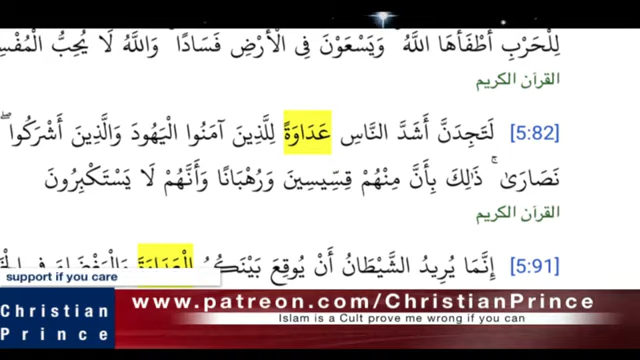 لِلْحَرْبِ أَطْفَأَهَا اللَّهُ ۚ وَيَسْعَوْنَ فِي الْأَرْضِ فَسَادًا ۚ وَاللَّهُ لَا يُحِبُّ
القرآن الكريم
[5:82] لَتَجِدَنَّ أَشَدَّ النَّاسِ عَدَاوَةً لِلَّذِينَ آمَنُوا الْيَهُودَ وَالَّذِينَ أَشْرَكُوا ۖ
نَصَارَىٰ ۚ ذَٰلِكَ بِأَنَّ مِنْهُمْ قِسِّيسِينَ وَرُهْبَانًا وَأَنَّهُمْ لَا يَسْتَكْبِرُونَ
القرآن الكريم
[5:91] إِنَّمَا يُرِيدُ الشَّيْطَانُ أَنْ يُوقِعَ بَيْنَكُمُ الْعَدَاوَةَ وَالْبَغْضَاءَ فِي
support if you care
Christian
Prince
www.patreon.com/ChristianPrince
Islam is a Cult prove me wrong if you can